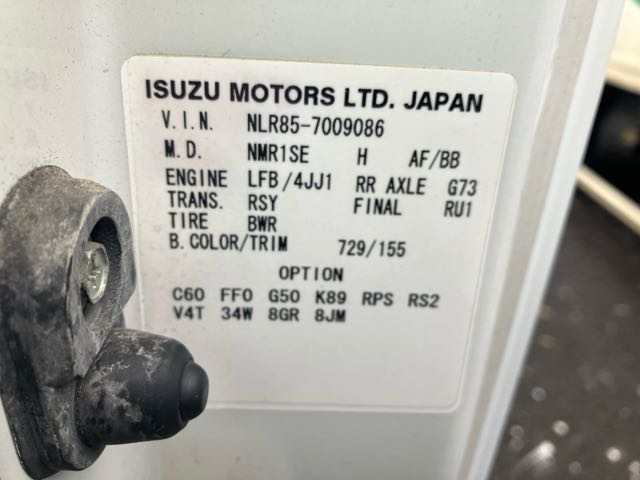 ISUZU MOTORS LTD. JAPAN
V.I.N. NLR85-7009086
M.D. NMR1SE H AF/BB
ENGINE LFB/4JJ1 RR AXLE G73
TRANS. RSY FINAL RU1
TIRE BWR
B.COLOR/TRIM 729/155
OPTION
C60 FF0 G50 K89 RPS RS2
V4T 34W 8GR 8JM